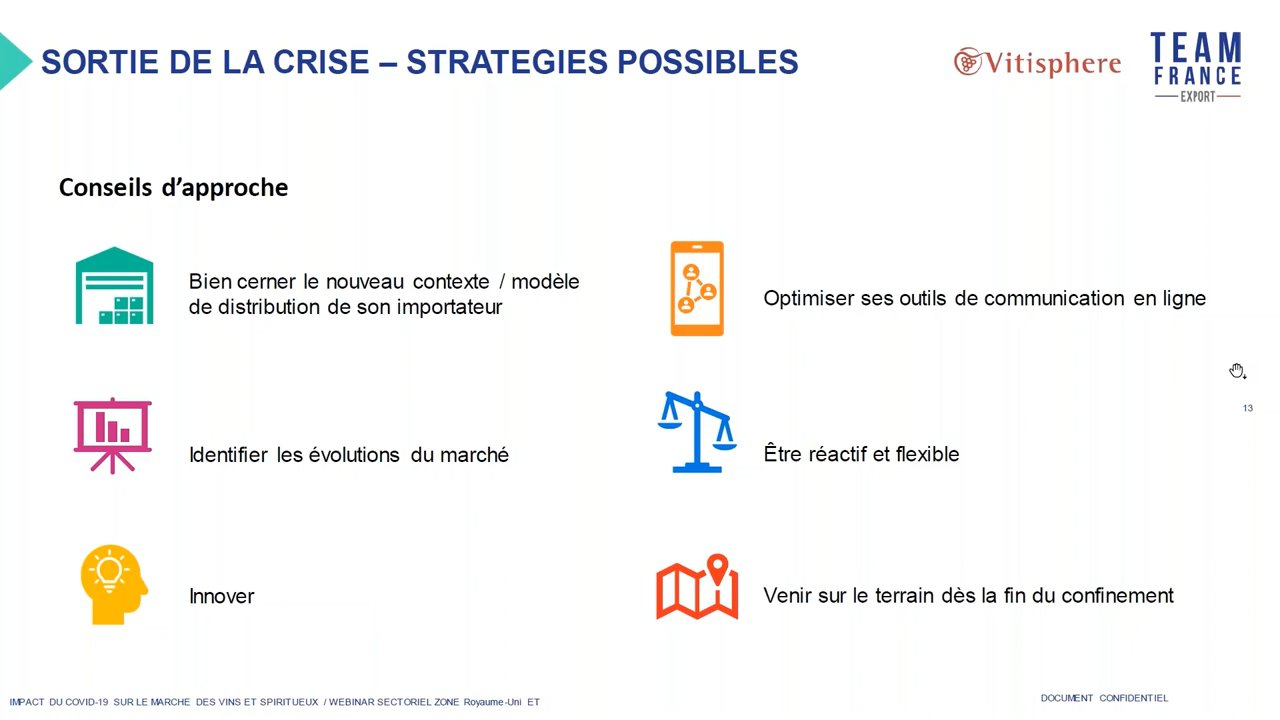 SORTIE DE LA CRISE – STRATEGIES POSSIBLES
Vitisphere
TEAM
FRANCE
EXPORT
Conseils d’approche
Bien cerner le nouveau contexte / modèle
de distribution de son importateur
Optimiser ses outils de communication en ligne
13
Identifier les évolutions du marché
Être réactif et flexible
Innover
Venir sur le terrain dès la fin du confinement
IMPACT DU COVID-19 SUR LE MARCHE DES VINS ET SPIRITUEUX / WEBINAR SECTORIEL ZONE Royaume-Uni ET
DOCUMENT CONFIDENTIEL